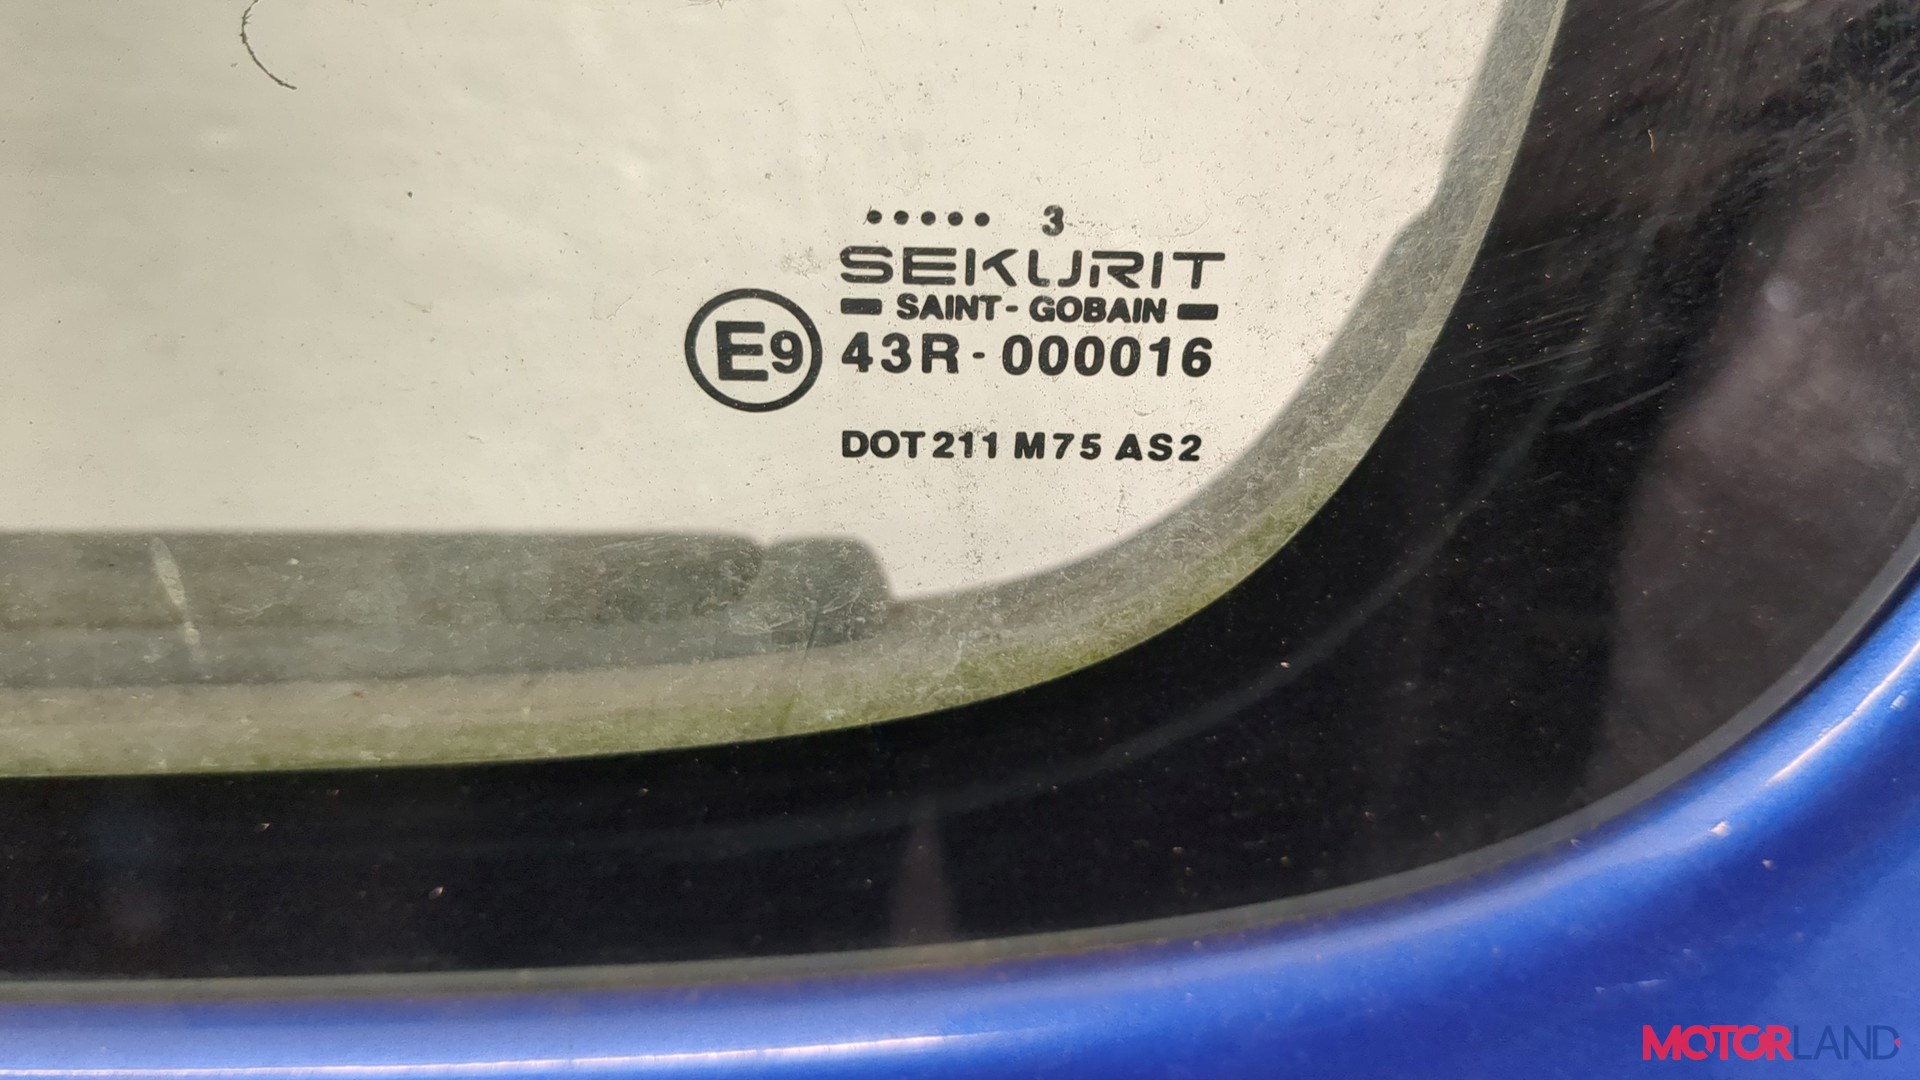 ..... 3
SEKURIT
SAINT-GOBAIN
E9 43R-000016
DOT 211 M75 AS2
MOTORLAND